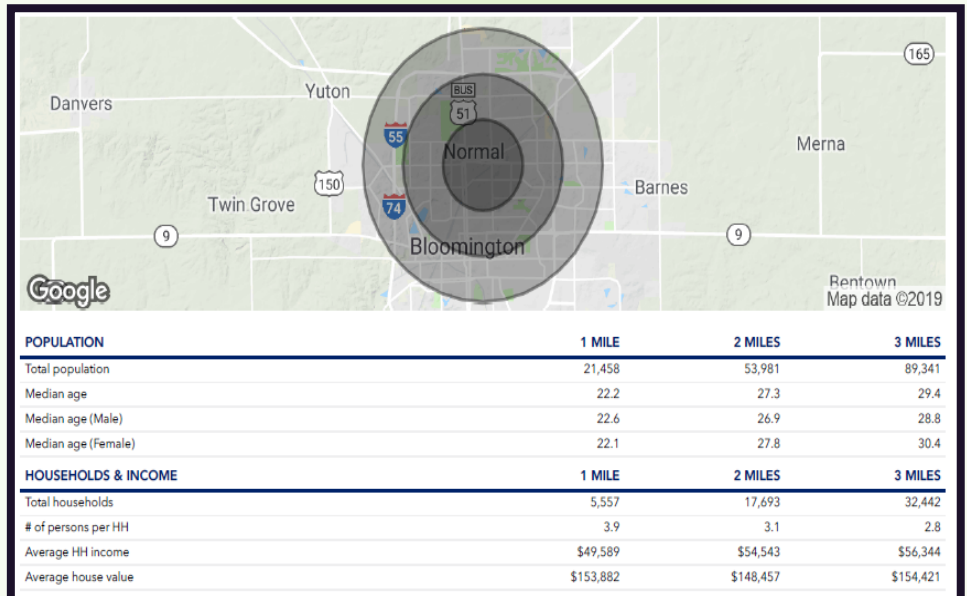 165
Yuton
Danvers
BUS
51
55
Normal
Merna
150
74
Barnes
Twin Grove
9
9
Bloomington
Bentown
Google
Map data ©2019
POPULATION 1 MILE 2 MILES 3 MILES
Total population 21,458 53,981 89,341
Median age 22.2 27.3 29.4
Median age (Male) 22.6 26.9 28.8
Median age (Female) 22.1 27.8 30.4
HOUSEHOLDS & INCOME 1 MILE 2 MILES 3 MILES
Total households 5,557 17,693 32,442
# of persons per HH 3.9 3.1 2.8
Average HH income $49,589 $54,543 $56,344
Average house value $153,882 $148,457 $154,421